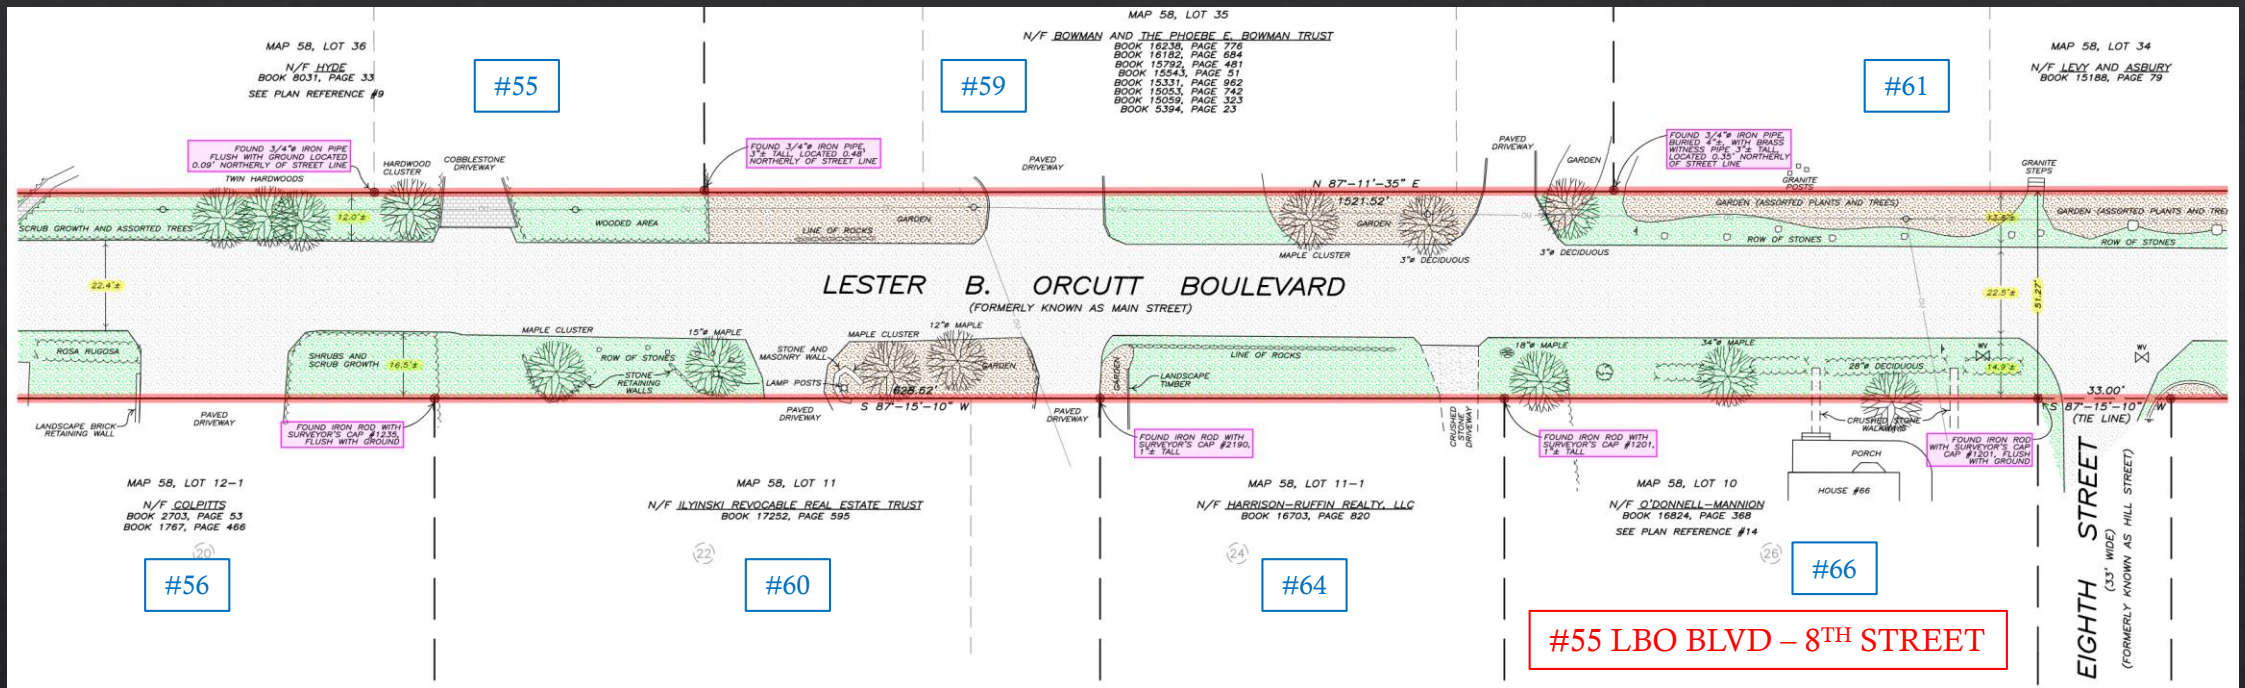 MAP 58, LOT 36
N/F HYDE
BOOK 8031, PAGE 33
SEE PLAN REFERENCE #9
#55
#59
MAP 58, LOT 35
N/F BOWMAN AND THE PHOEBE E. BOWMAN TRUST
BOOK 16238, PAGE 776
BOOK 16182, PAGE 684
BOOK 15792, PAGE 481
BOOK 15543, PAGE 51
BOOK 15331, PAGE 962
BOOK 15053, PAGE 742
BOOK 15059, PAGE 323
BOOK 5394, PAGE 23
#61
MAP 58, LOT 34
N/F LEVY AND ASBURY
BOOK 15188, PAGE 79
FOUND 3/4"ø IRON PIPE
FLUSH WITH GROUND LOCATED
0.09' NORTHERLY OF STREET LINE
TWIN HARDWOODS
HARDWOOD
CLUSTER
COBBLESTONE
DRIVEWAY
FOUND 3/4"ø IRON PIPE,
3"± TALL, LOCATED 0.48'
NORTHERLY OF STREET LINE
PAVED
DRIVEWAY
PAVED
DRIVEWAY
GARDEN
FOUND 3/4"ø IRON PIPE,
BURIED 4"±, WITH BRASS
WITNESS PIPE 3"± TALL,
LOCATED 0.35' NORTHERLY
OF STREET LINE
GRANITE
POSTS
GRANITE
STEPS
N 87°-11'-35" E
1521.52'
OU
OU
OU
OU
OU
OU
OU
12.0'±
SCRUB GROWTH AND ASSORTED TREES
WOODED AREA
GARDEN
LINE OF ROCKS
GARDEN
MAPLE CLUSTER
3"ø DECIDUOUS
3"ø DECIDUOUS
GARDEN (ASSORTED PLANTS AND TREES)
13.8'±
GARDEN (ASSORTED PLANTS AND TREE
ROW OF STONES
ROW OF STONES
22.4'±
LESTER B. ORCUTT BOULEVARD
(FORMERLY KNOWN AS MAIN STREET)
OU
OU
22.5'±
51.27'
ROSA RUGOSA
SHRUBS AND
SCRUB GROWTH
16.5'±
MAPLE CLUSTER
ROW OF STONES
15"ø MAPLE
STONE
RETAINING
WALLS
STONE AND
MASONRY WALL
LAMP POSTS
MAPLE CLUSTER
12"ø MAPLE
GARDEN
628.62'
S 87°-15'-10" W
GARDEN
LINE OF ROCKS
LANDSCAPE
TIMBER
18"ø MAPLE
34"ø MAPLE
28"ø DECIDUOUS
WV
WV
14.9'±
33.00'
S 87°-15'-10" W
(TIE LINE)
LANDSCAPE BRICK
RETAINING WALL
PAVED
DRIVEWAY
FOUND IRON ROD WITH
SURVEYOR'S CAP #1235,
FLUSH WITH GROUND
PAVED
DRIVEWAY
PAVED
DRIVEWAY
FOUND IRON ROD WITH
SURVEYOR'S CAP #2190,
1"± TALL
CRUSHED
STONE
DRIVEWAY
FOUND IRON ROD WITH
SURVEYOR'S CAP #1201,
1"± TALL
CRUSHED STONE
WALKWAYS
PORCH
HOUSE #66
FOUND IRON ROD
WITH SURVEYOR'S CAP
CAP #1201, FLUSH
WITH GROUND
MAP 58, LOT 12-1
N/F COLPITTS
BOOK 2703, PAGE 53
BOOK 1767, PAGE 466
MAP 58, LOT 11
N/F ILYINSKI REVOCABLE REAL ESTATE TRUST
BOOK 17252, PAGE 595
MAP 58, LOT 11-1
N/F HARRISON-RUFFIN REALTY, LLC
BOOK 16703, PAGE 820
MAP 58, LOT 10
N/F O'DONNELL-MANNION
BOOK 16824, PAGE 368
SEE PLAN REFERENCE #14
20
22
24
26
#56
#60
#64
#66
#55 LBO BLVD – 8TH STREET
EIGHTH STREET
(33' WIDE)
(FORMERLY KNOWN AS HILL STREET)